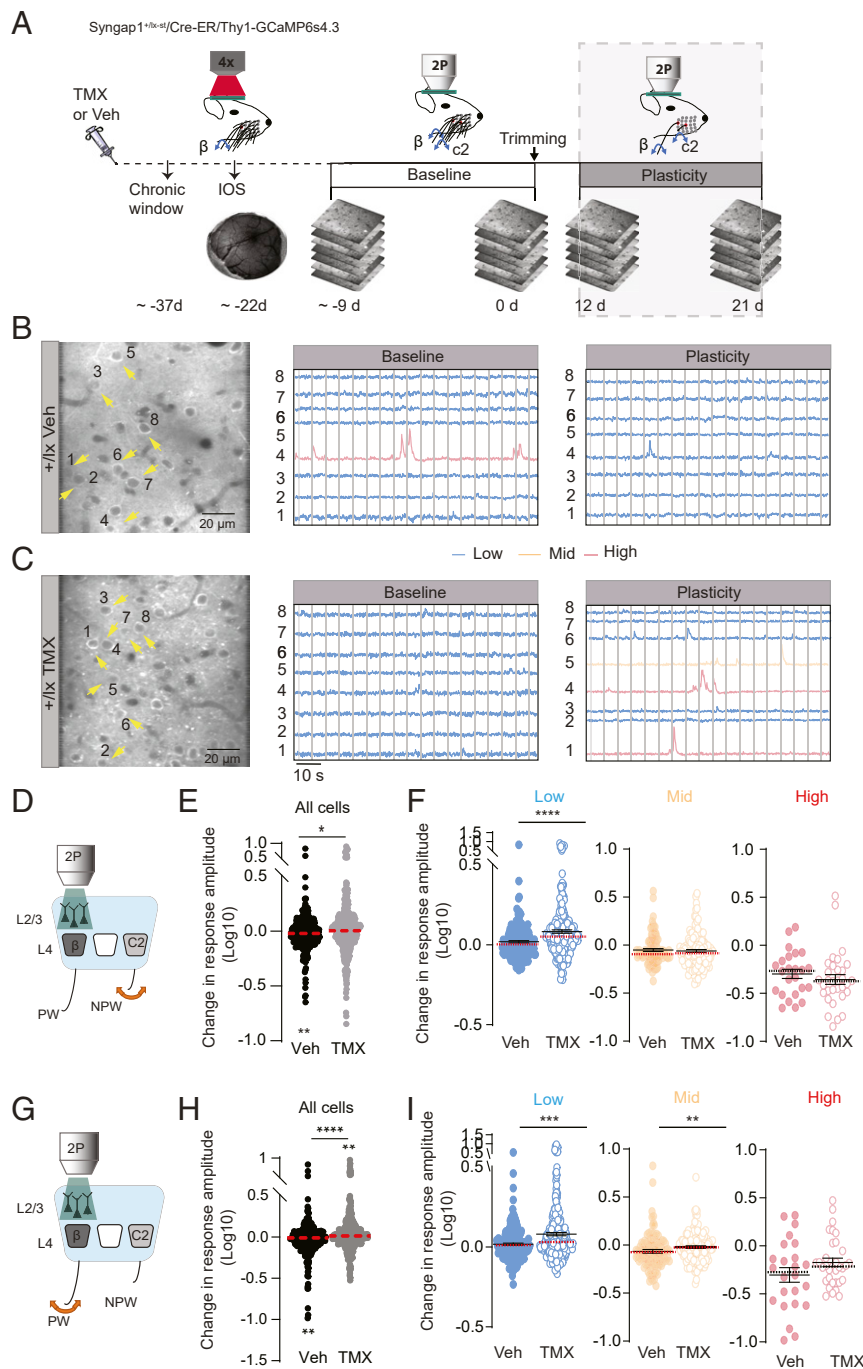 A
Syngap1+/lx-st/Cre-ER/Thy1-GCaMP6s4.3
4x
2P
2P
TMX
or Veh
β
β
c2
β
c2
Trimming
Chronic
window
IOS
Baseline
Plasticity
~ -37d
~ -22d
~ -9 d
0 d
12 d
21 d
B
+/lx Veh
5
3
8
1
6
2
7
4
20 µm
Baseline
8
7
6
5
4
3
2
1
Plasticity
8
7
6
5
4
3
2
1
Low
Mid
High
C
+/lx TMX
3
7
8
1
4
5
6
2
20 µm
Baseline
8
7
6
5
4
3
2
1
10 s
Plasticity
8
7
6
5
4
3
2
1
D
2P
L2/3
L4
β
C2
PW
NPW
E
All cells
*
Change in response amplitude
(Log10)
1.0
0.5
0.5
0.0
-0.5
-1.0
**
Veh
TMX
F
Low
****
Change in response amplitude
(Log10)
1.5
1.0
0.5
0.5
0.0
-0.5
Veh
TMX
Mid
1.0
0.5
0.0
-0.5
-1.0
Veh
TMX
High
1.0
0.5
-0.0
-0.5
-1.0
Veh
TMX
G
2P
L2/3
L4
β
C2
PW
NPW
H
All cells
****
**
Change in response amplitude
(Log10)
1
0.5
0.5
-0.0
-0.5
-1.0
-1.5
**
Veh
TMX
I
Low
***
Change in response amplitude
(Log10)
1.5
1.0
0.5
0.5
0.0
-0.5
Veh
TMX
Mid
**
1.0
0.5
-0.0
-0.5
-1.0
Veh
TMX
High
1.0
0.5
-0.0
-0.5
-1.0
Veh
TMX